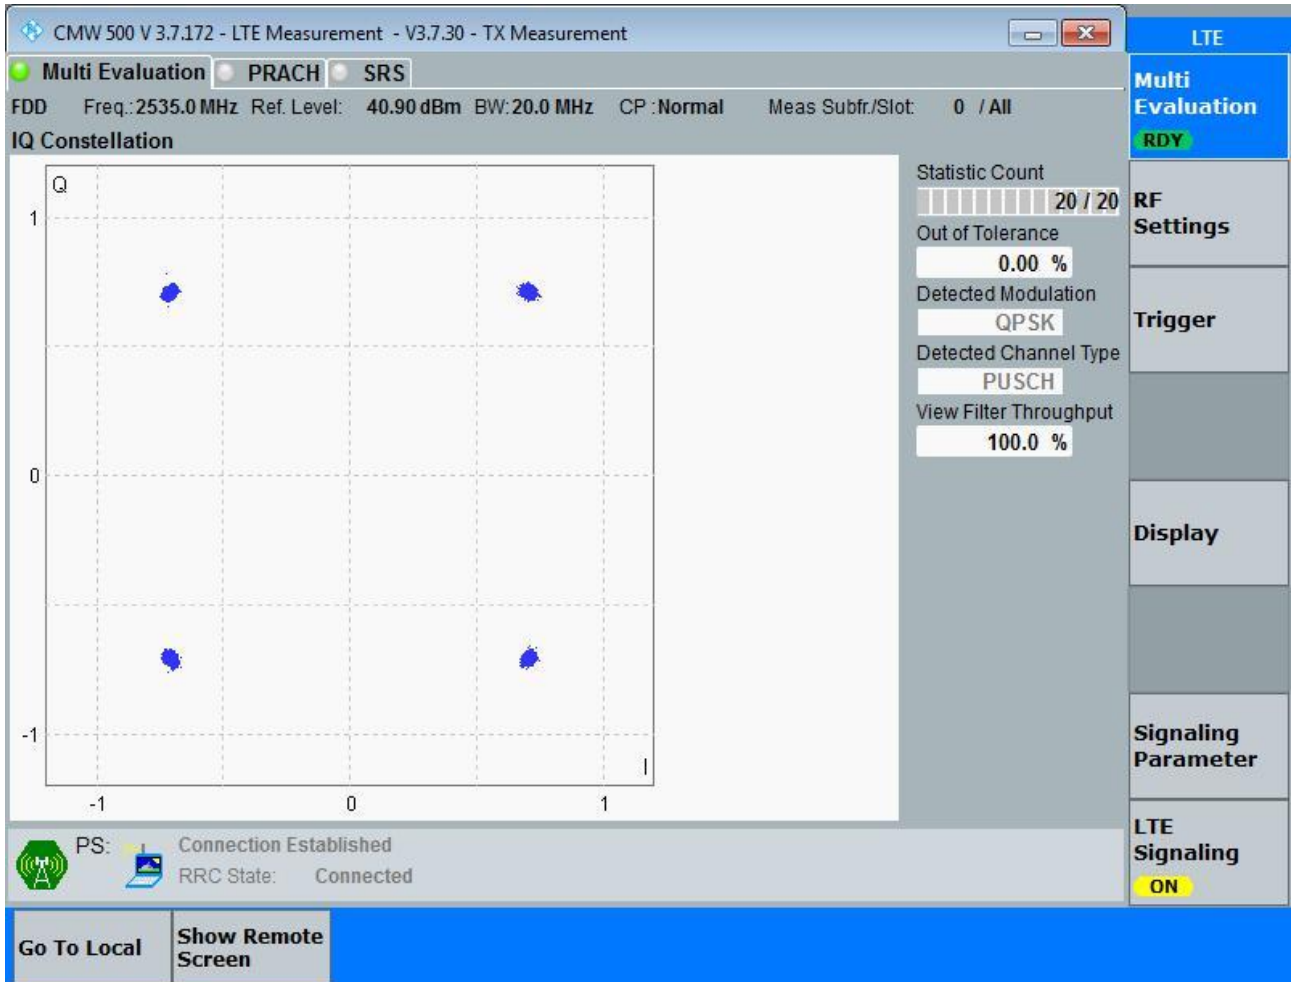 CMW 500 V 3.7.172 - LTE Measurement - V3.7.30 - TX Measurement
LTE
Multi Evaluation PRACH SRS
FDD Freq.: 2535.0 MHz Ref. Level: 40.90 dBm BW: 20.0 MHz CP : Normal Meas Subfr./Slot: 0 / All
IQ Constellation
Q
1
0
-1
I
-1 0 1
Statistic Count
20 / 20
Out of Tolerance
0.00 %
Detected Modulation
QPSK
Detected Channel Type
PUSCH
View Filter Throughput
100.0 %
Multi
Evaluation
RDY
RF
Settings
Trigger
Display
Signaling
Parameter
LTE
Signaling
ON
PS: Connection Established
RRC State: Connected
Go To Local
Show Remote
Screen